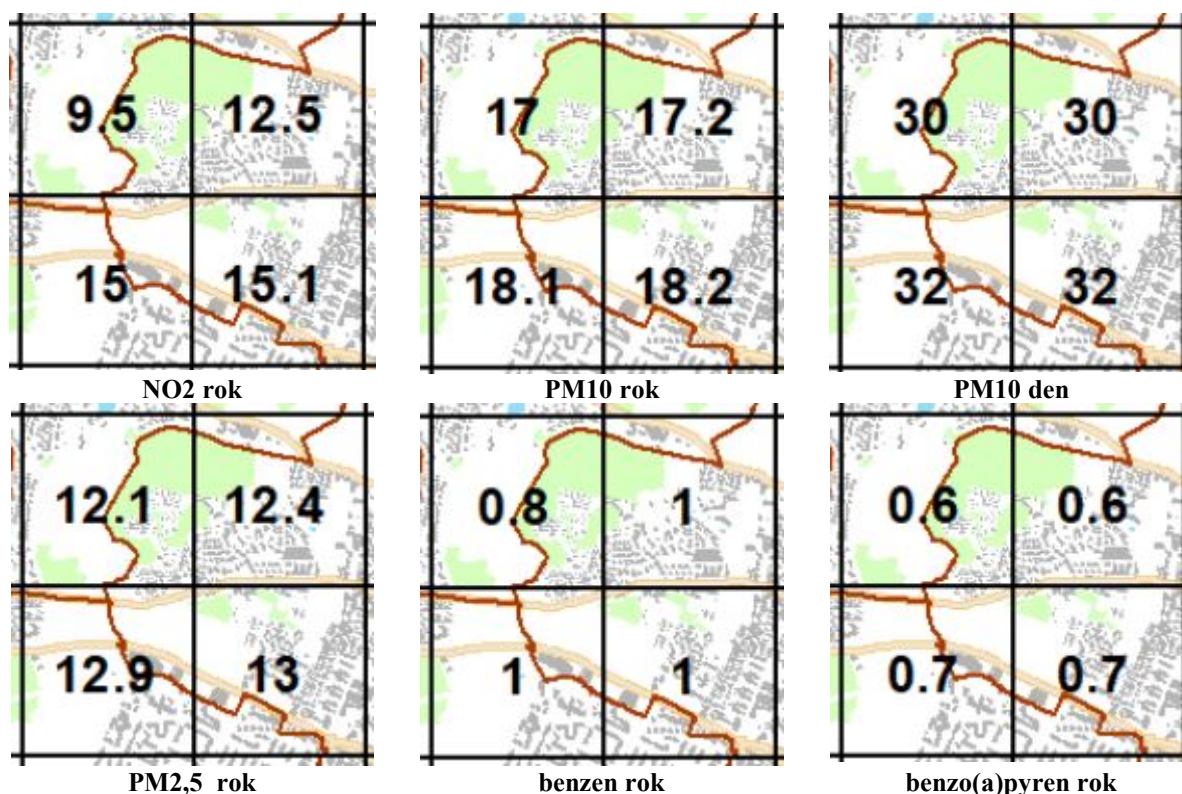 9.5 12.5
15 15.1
NO2 rok
17 17.2
18.1 18.2
PM10 rok
30 30
32 32
PM10 den
12.1 12.4
12.9 13
PM2,5 rok
0.8 1
1 1
benzen rok
0.6 0.6
0.7 0.7
benzo(a)pyren rok